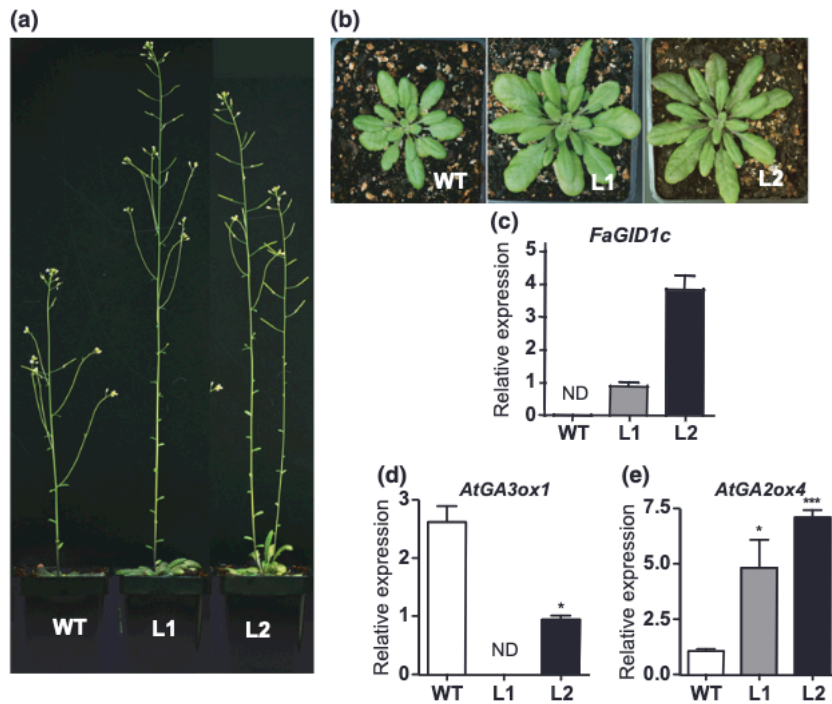 (a)
WT
L1
L2
(b)
WT
L1
L2
(c)
FaGID1c
Relative expression
5
4
3
2
1
0
ND
WT
L1
L2
(d)
AtGA3ox1
Relative expression
3
2
1
0
ND
*
WT
L1
L2
(e)
AtGA2ox4
Relative expression
7.5
5.0
2.5
0.0
*
***
WT
L1
L2